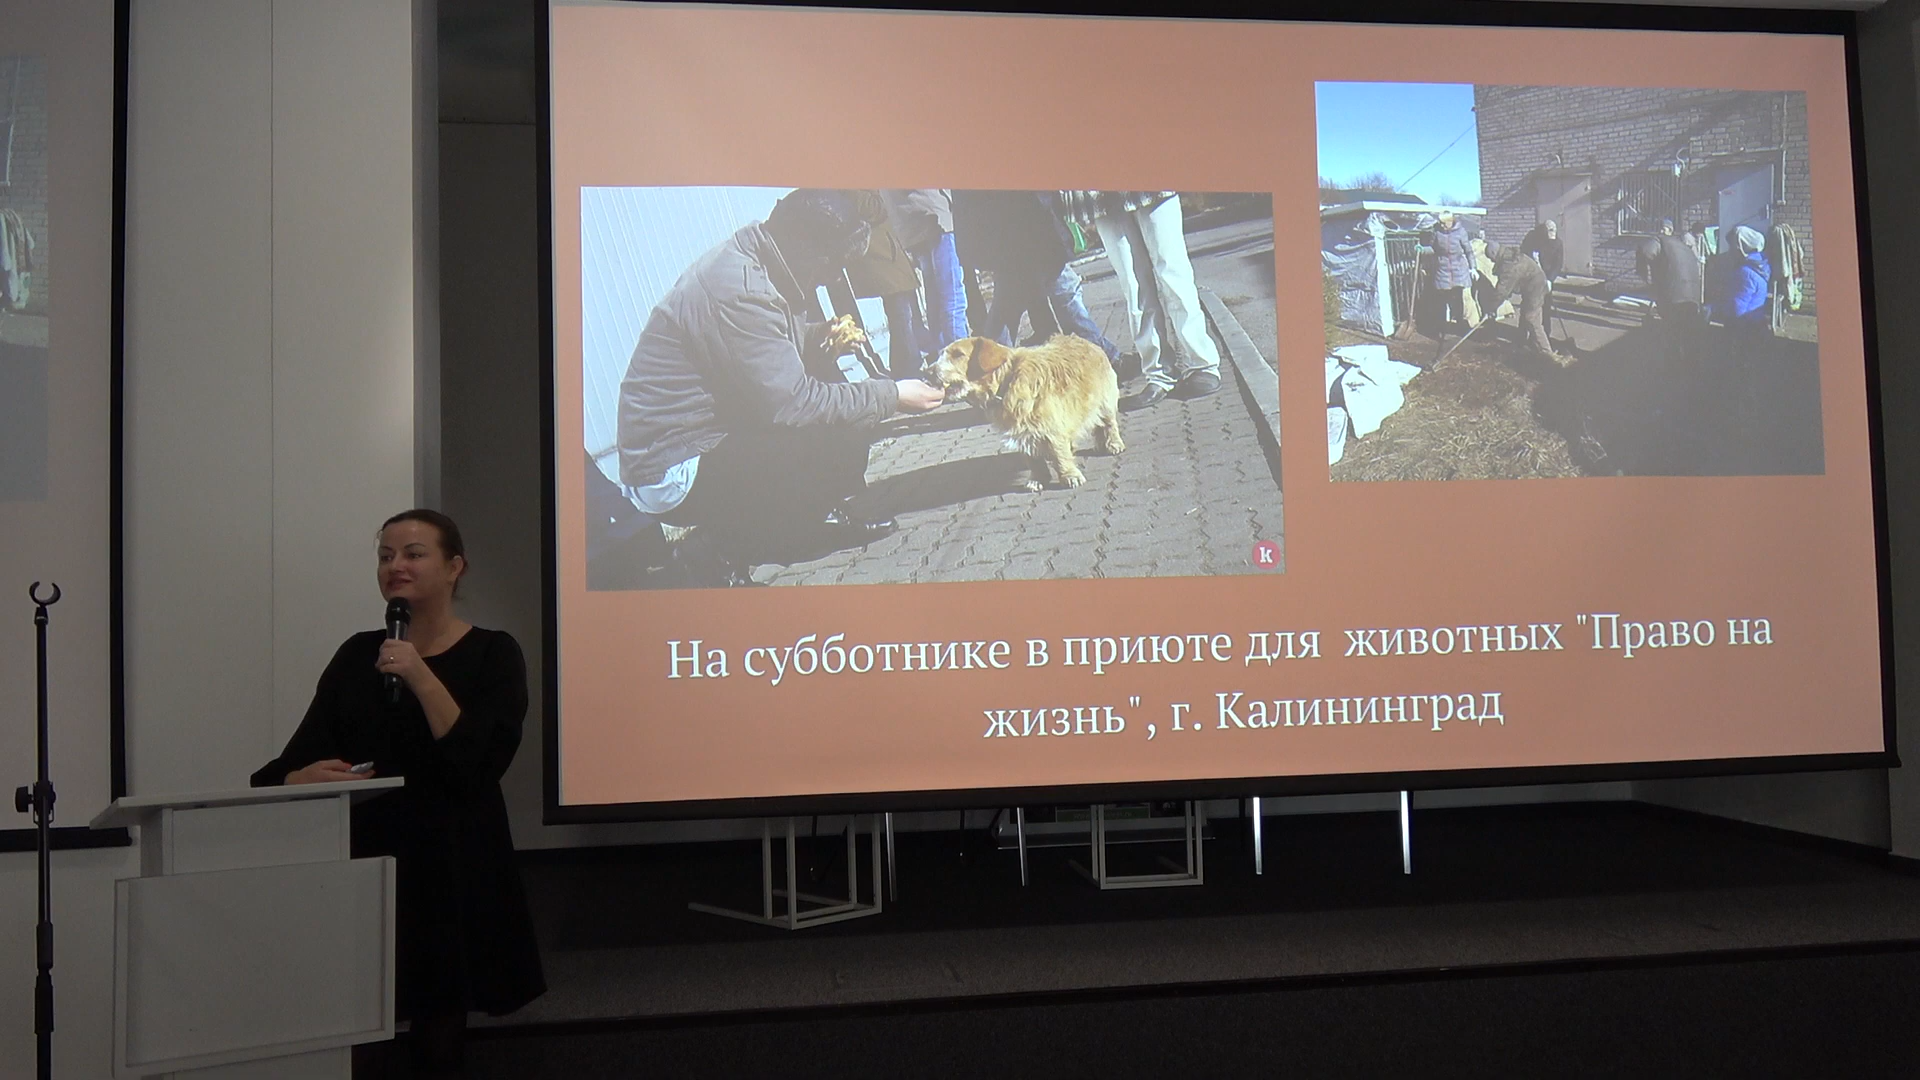 k
На субботнике в приюте для животных "Право на
жизнь", г. Калининград